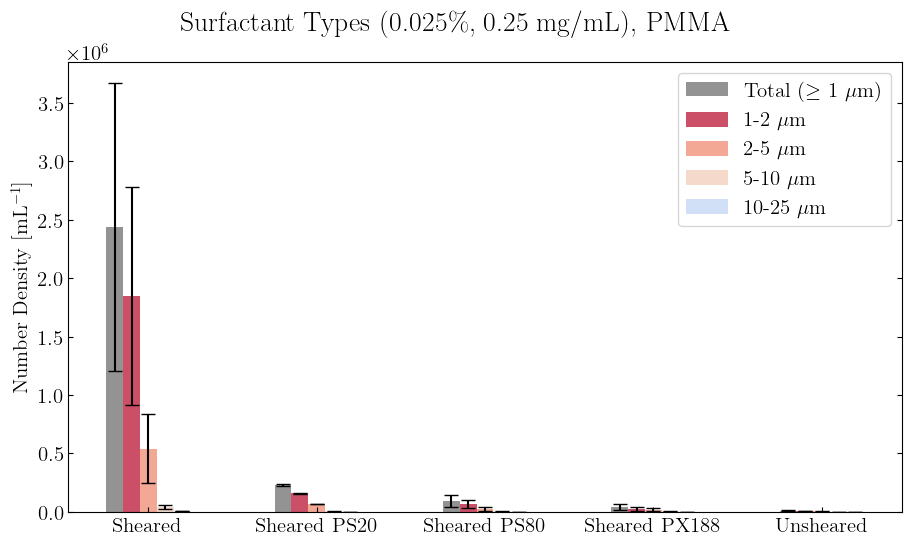 Surfactant Types (0.025%, 0.25 mg/mL), PMMA
×10⁶
Number Density [mL⁻¹]
3.5
3.0
2.5
2.0
1.5
1.0
0.5
0.0
Total (≥ 1 μm)
1-2 μm
2-5 μm
5-10 μm
10-25 μm
Sheared
Sheared PS20
Sheared PS80
Sheared PX188
Unsheared